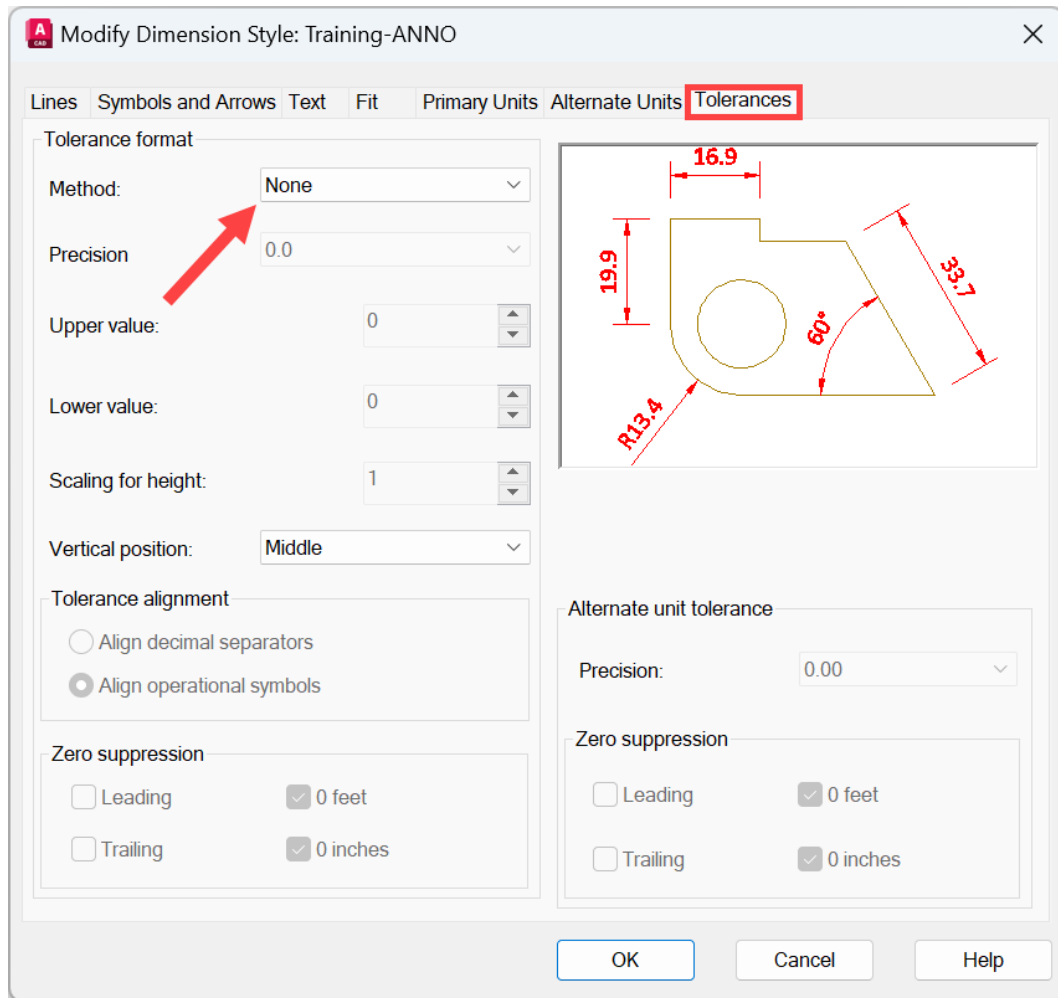 A
CAD
Modify Dimension Style: Training-ANNO
Lines Symbols and Arrows Text Fit Primary Units Alternate Units Tolerances
Tolerance format
Method: None
Precision 0.0
Upper value: 0
Lower value: 0
Scaling for height: 1
Vertical position: Middle
Tolerance alignment
Align decimal separators
Align operational symbols
Zero suppression
Leading 0 feet
Trailing 0 inches
16.9
19.9
33.7
60°
R13.4
Alternate unit tolerance
Precision: 0.00
Zero suppression
Leading 0 feet
Trailing 0 inches
OK Cancel Help